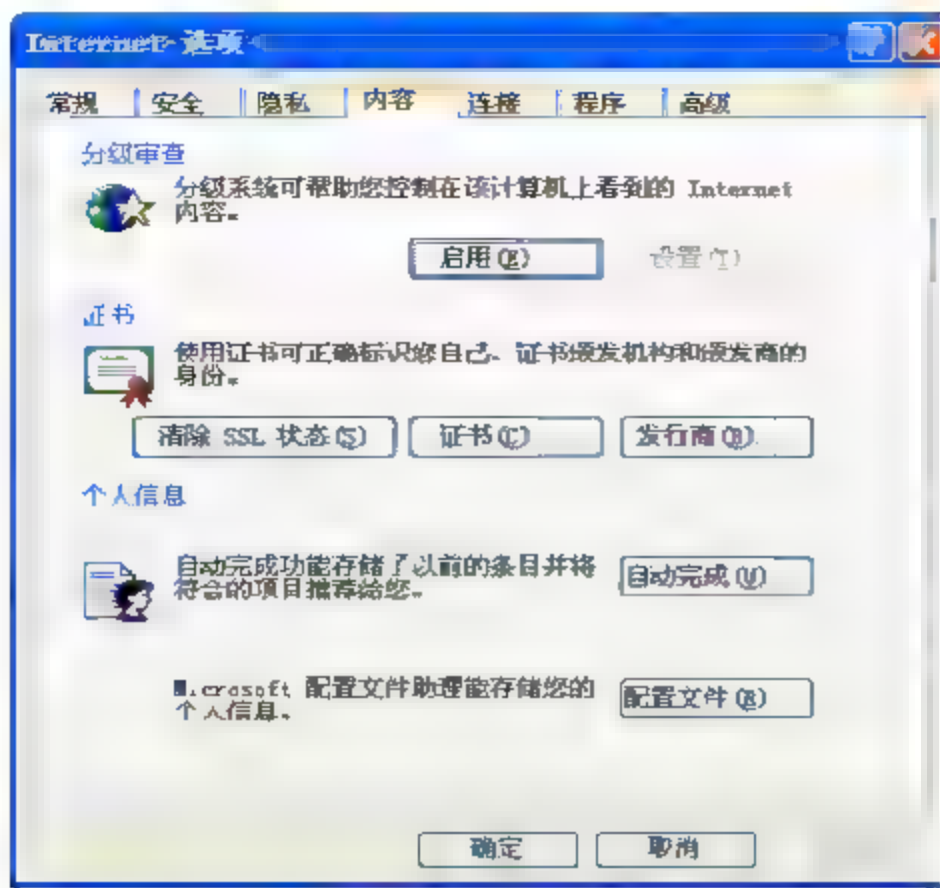 Internet 选项
常规 安全 隐私 内容 连接 程序 高级
分级审查
分级系统可帮助您控制在该计算机上看到的 Internet
内容。
启用(E) 设置(T)
证书
使用证书可正确标识您自己、证书颁发机构和颁发商的
身份。
清除 SSL 状态(S) 证书(C) 发行商(B)
个人信息
自动完成功能存储了以前的条目并将
符合的项目推荐给您。
自动完成(U)
Microsoft 配置文件助理能存储您的
个人信息。
配置文件(R)
确定 取消